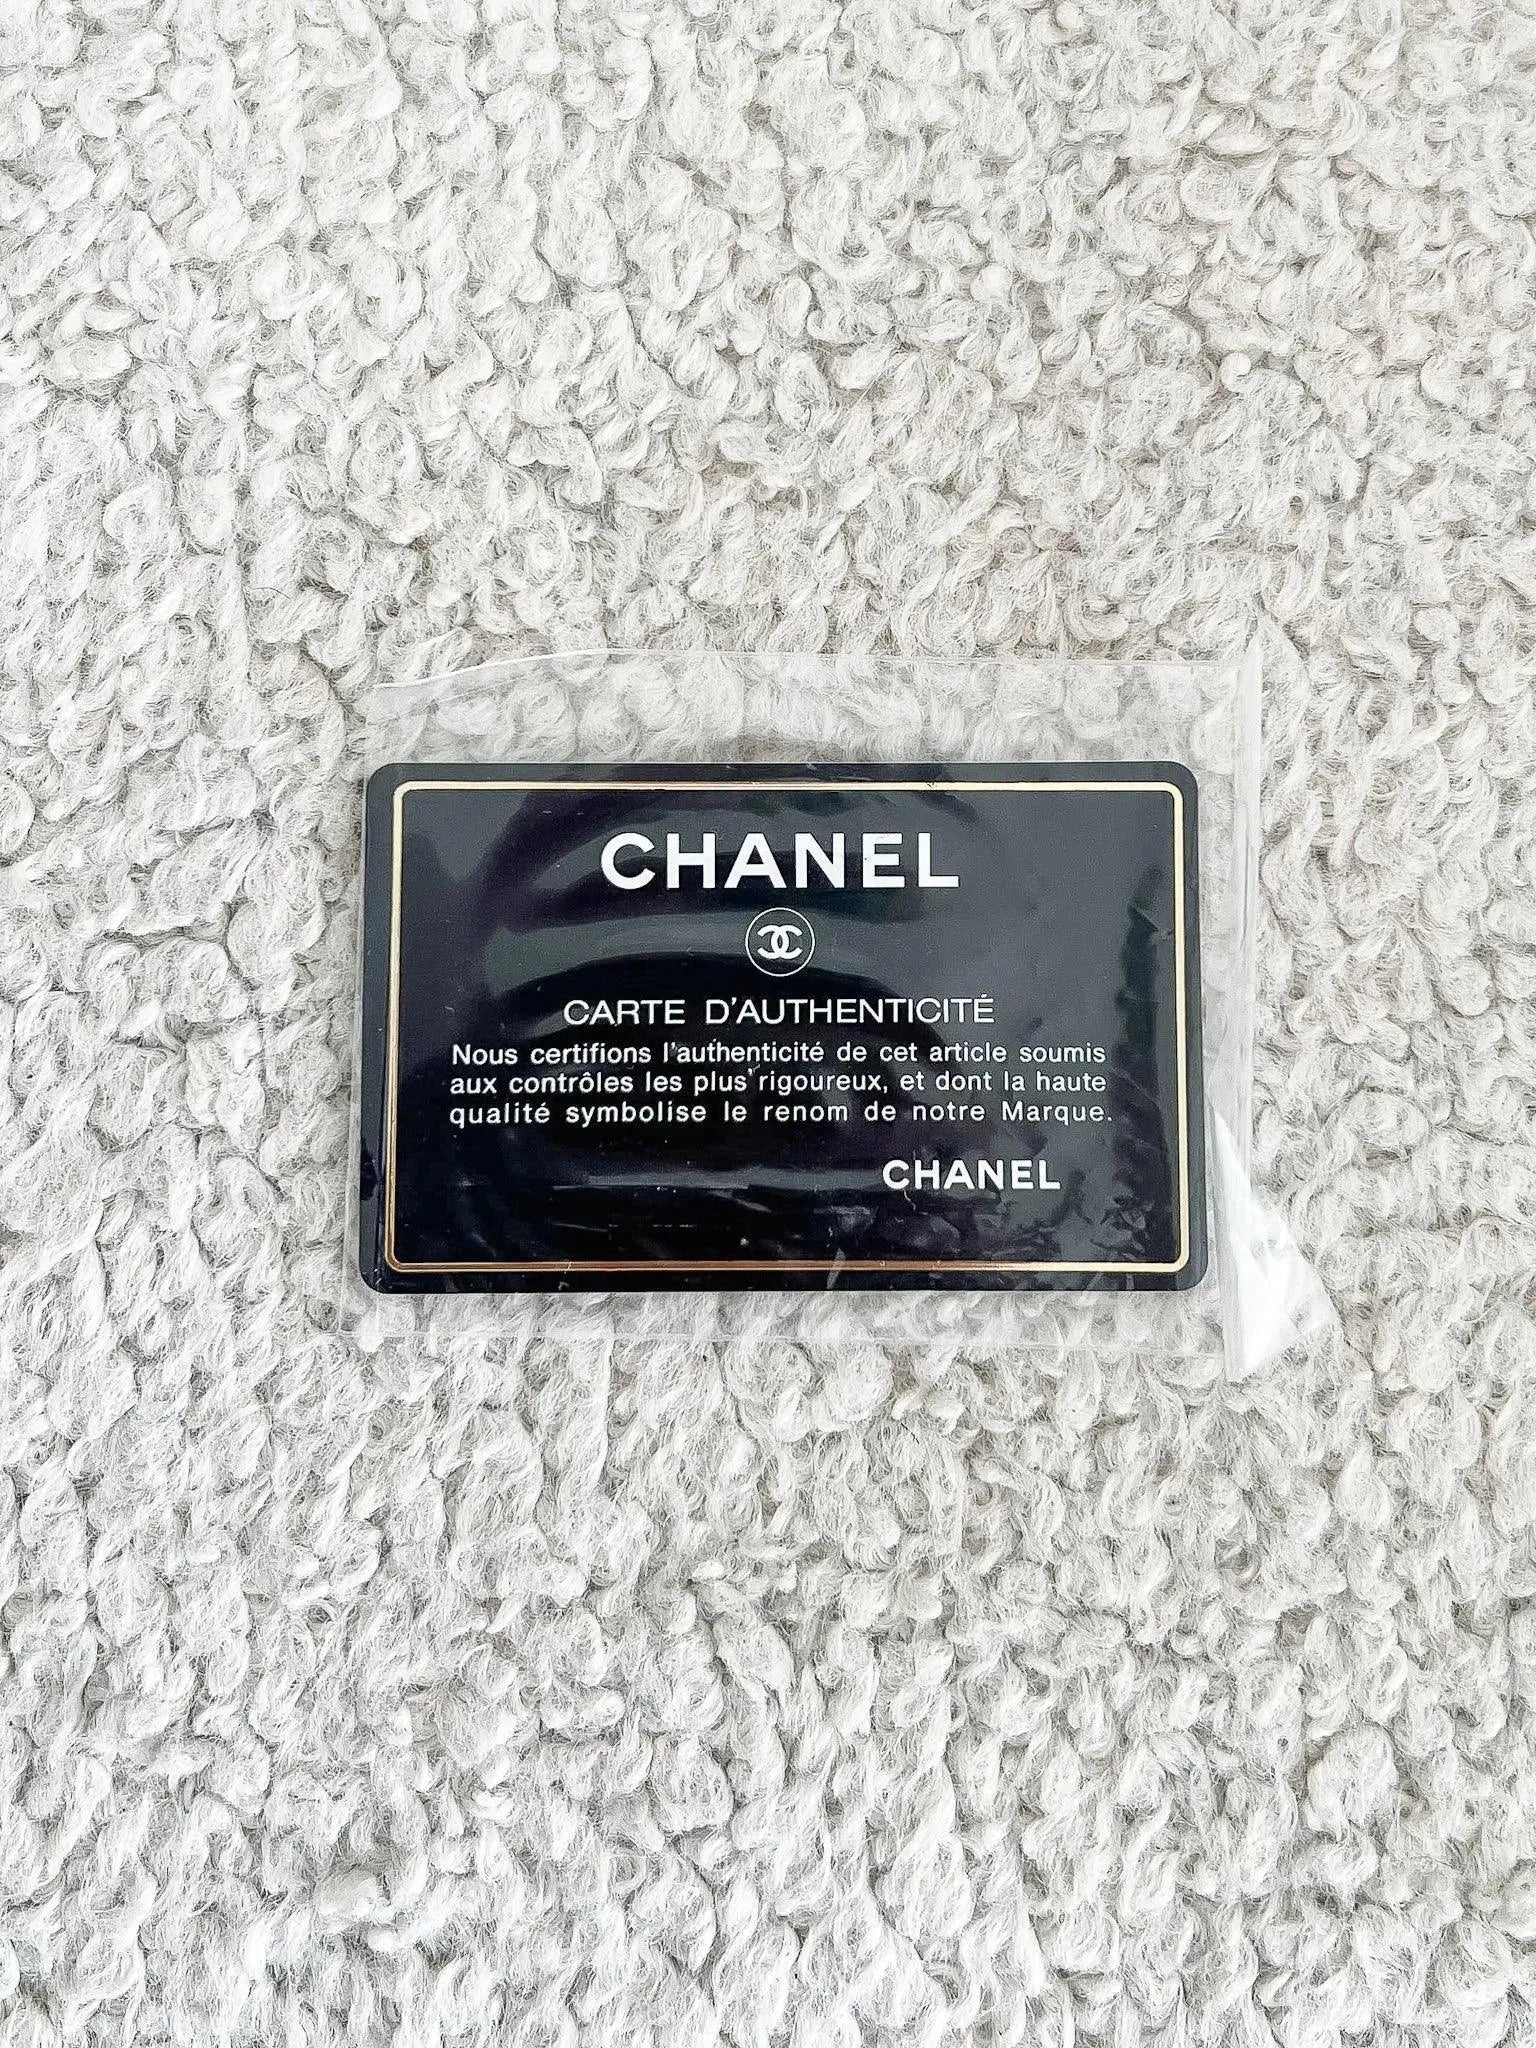 CHANEL
CARTE D'AUTHENTICITÉ
Nous certifions l'authenticité de cet article soumis
aux contrôles les plus rigoureux, et dont la haute
qualité symbolise le renom de notre Marque.
CHANEL